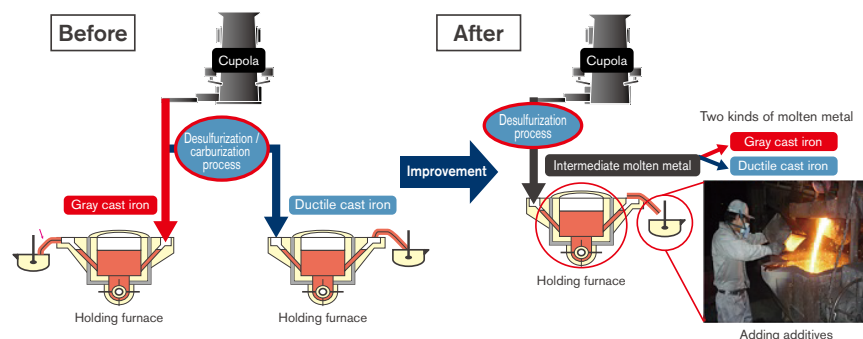 Before
Cupola
Desulfurization /
carburization
process
Gray cast iron
Ductile cast iron
Holding furnace
Holding furnace
Improvement
After
Cupola
Desulfurization
process
Two kinds of molten metal
Intermediate molten metal
Gray cast iron
Ductile cast iron
Holding furnace
Adding additives